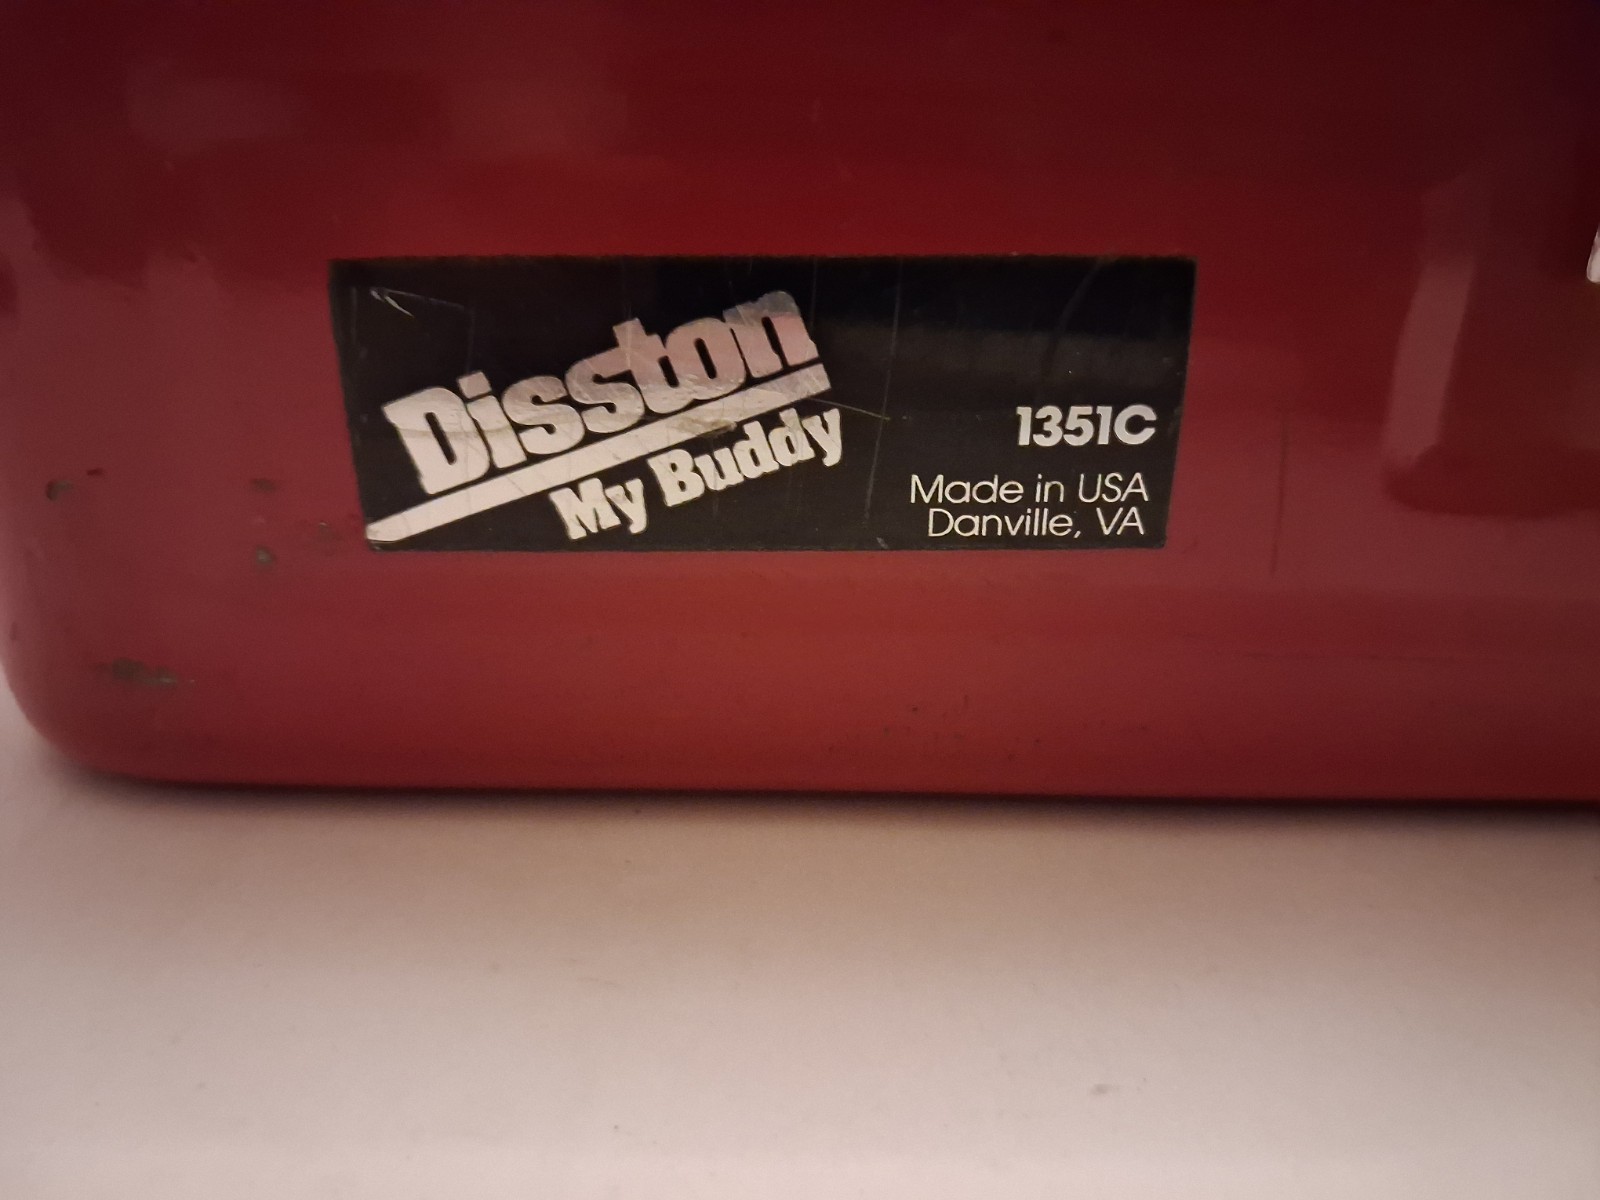 Disston
My Buddy
1351C
Made in USA
Danville, VA